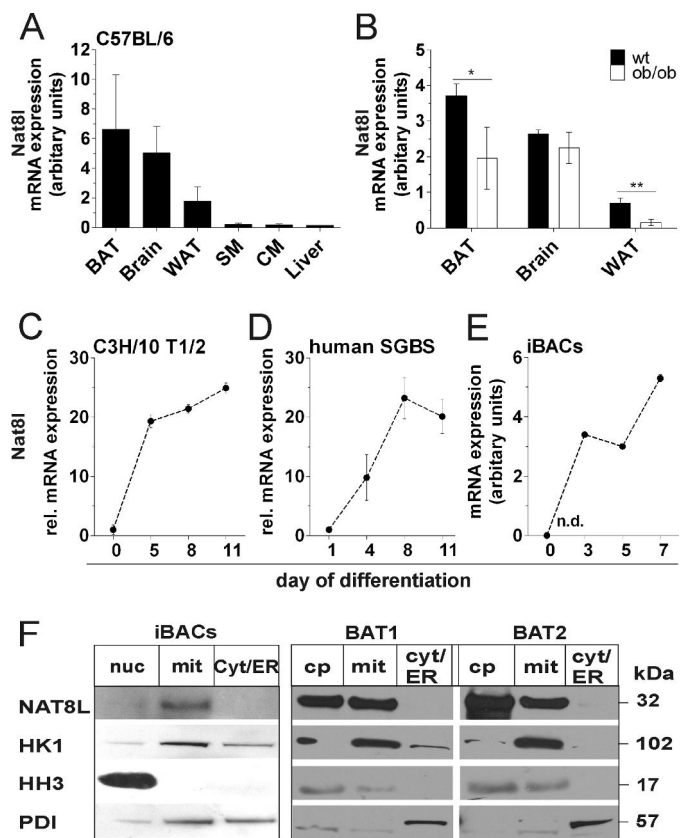 A
C57BL/6
Nat8l
mRNA expression
(arbitary units)
12
10
8
6
4
2
0
BAT
Brain
WAT
SM
CM
Liver
B
wt
ob/ob
Nat8l
mRNA expression
(arbitary units)
5
4
3
2
1
0
*
**
BAT
Brain
WAT
C
C3H/10 T1/2
Nat8l
rel. mRNA expression
30
20
10
0
0 5 8 11
D
human SGBS
rel. mRNA expression
30
20
10
0
1 4 8 11
E
iBACs
mRNA expression
(arbitary units)
6
4
2
0
n.d.
0 3 5 7
day of differentiation
F
iBACs BAT1 BAT2
nuc mit Cyt/ER cp mit cyt/ER cp mit cyt/ER kDa
NAT8L 32
HK1 102
HH3 17
PDI 57